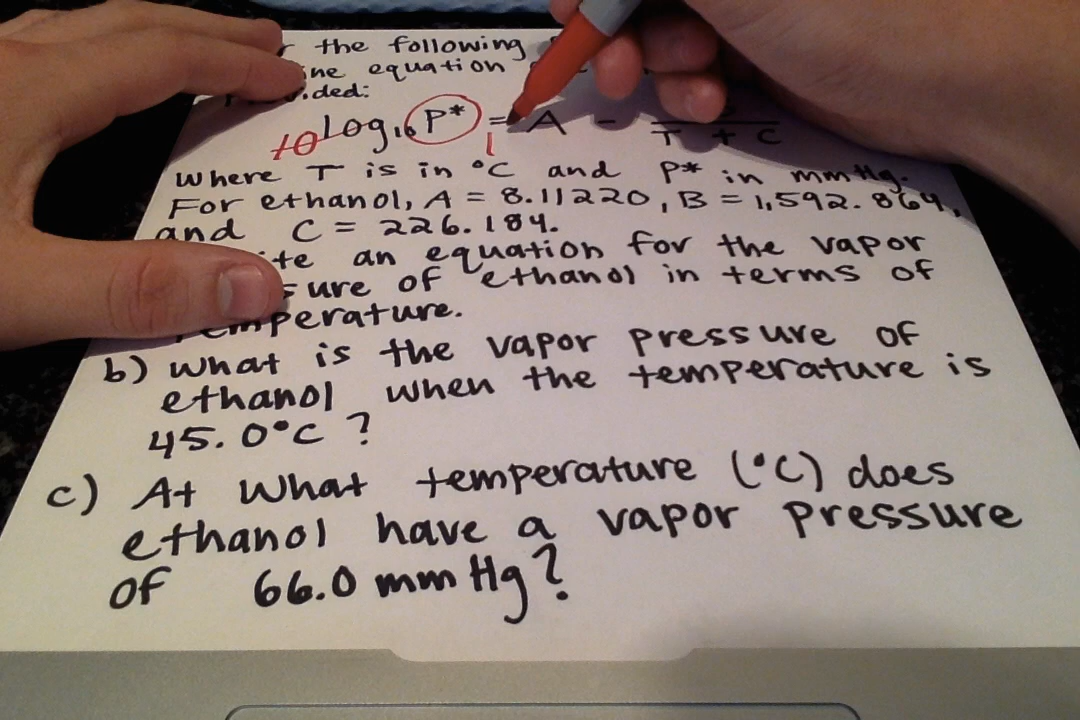 the following
equation
10 Log10 P* = A -
T + C
where T is in °C and P* in mmHg.
For ethanol, A = 8.11220, B = 1,592.864,
and C = 226.184.
an equation for the vapor
of ethanol in terms of
b) What is the vapor pressure of
ethanol when the temperature is
45.0°C ?
c) At what temperature (°C) does
ethanol have a vapor pressure
of 66.0 mm Hg?